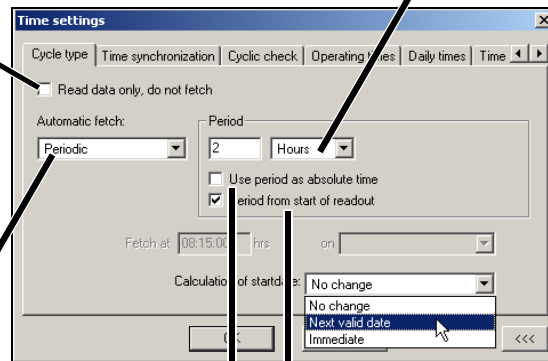 Time settings
Cycle type Time synchronization Cyclic check Operating times Daily times Time
Read data only, do not fetch
Automatic fetch: Period
Periodic 2 Hours
Use period as absolute time
Period from start of readout
Fetch at 08:15:00 hrs on
Calculation of startdate: No change
No change
Next valid date
Immediate
OK <<<